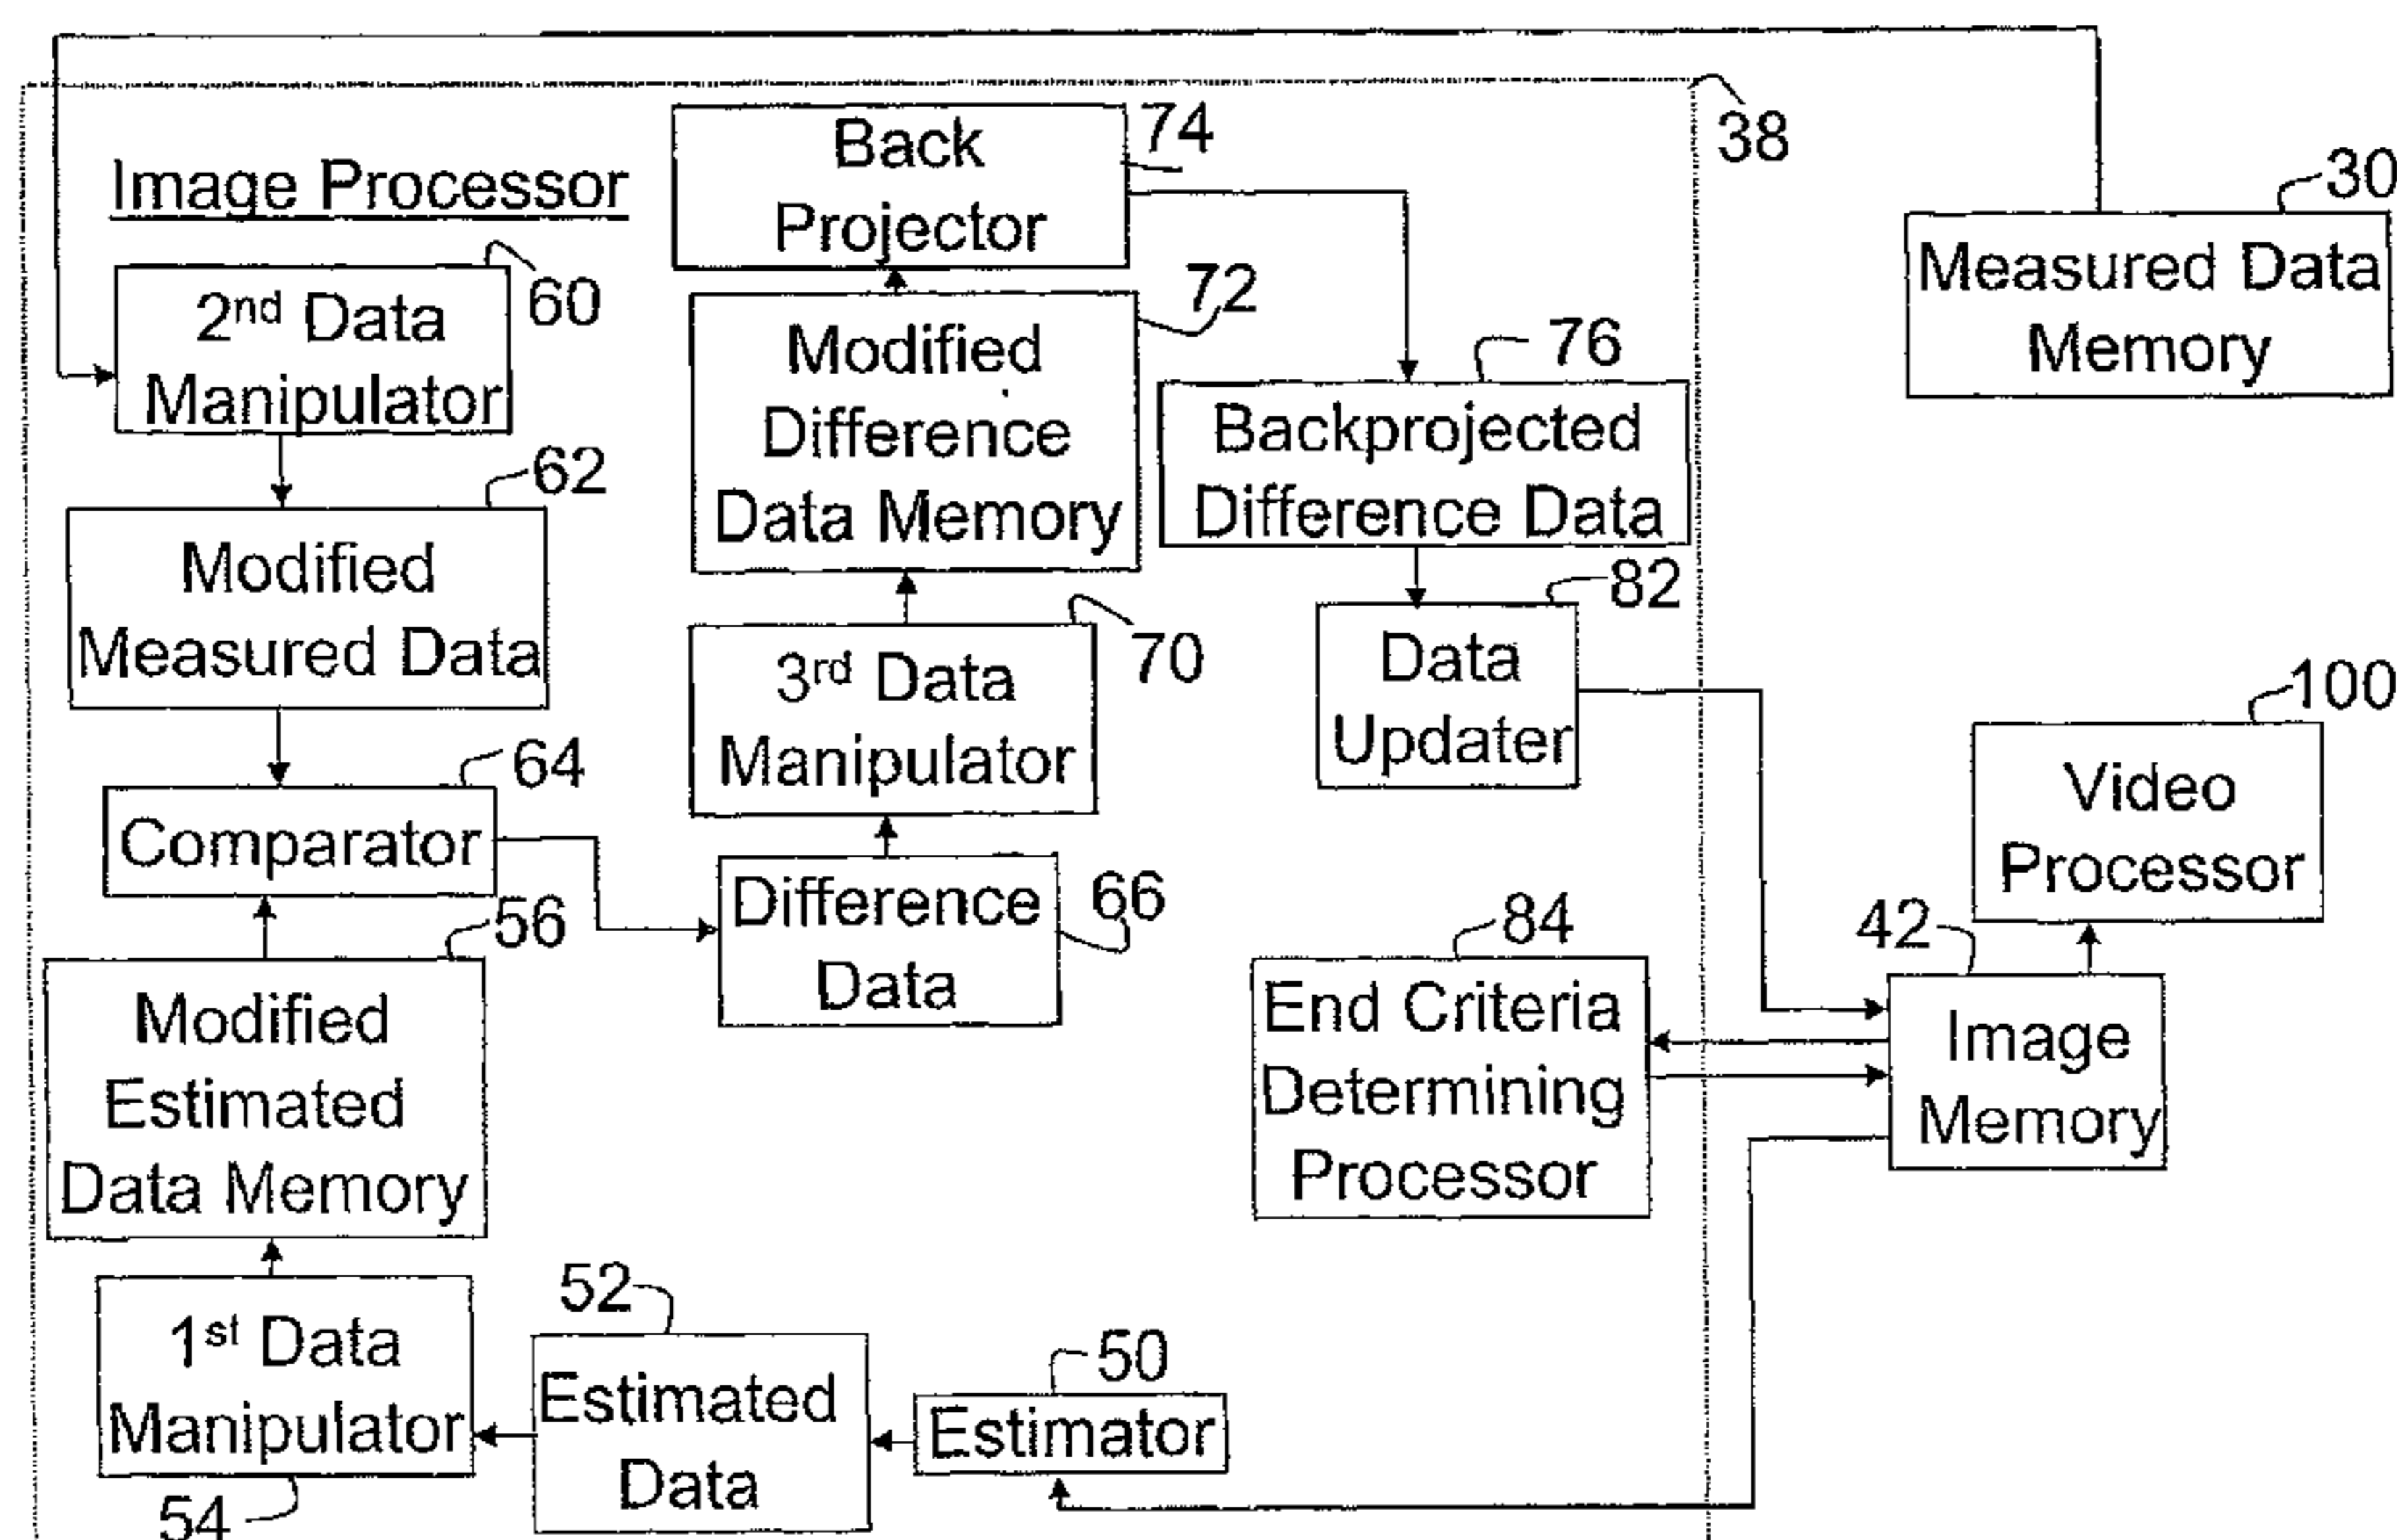 Image Processor
38
Back
Projector
74
30
Measured Data
Memory
2nd Data
Manipulator
60
Modified
Difference
Data Memory
72
76
Backprojected
Difference Data
62
Modified
Measured Data
82
Data
Updater
3rd Data
Manipulator
70
100
Video
Processor
64
Comparator
Difference
Data
66
84
End Criteria
Determining
Processor
42
Image
Memory
56
Modified
Estimated
Data Memory
1st Data
Manipulator
54
52
Estimated
Data
50
Estimator